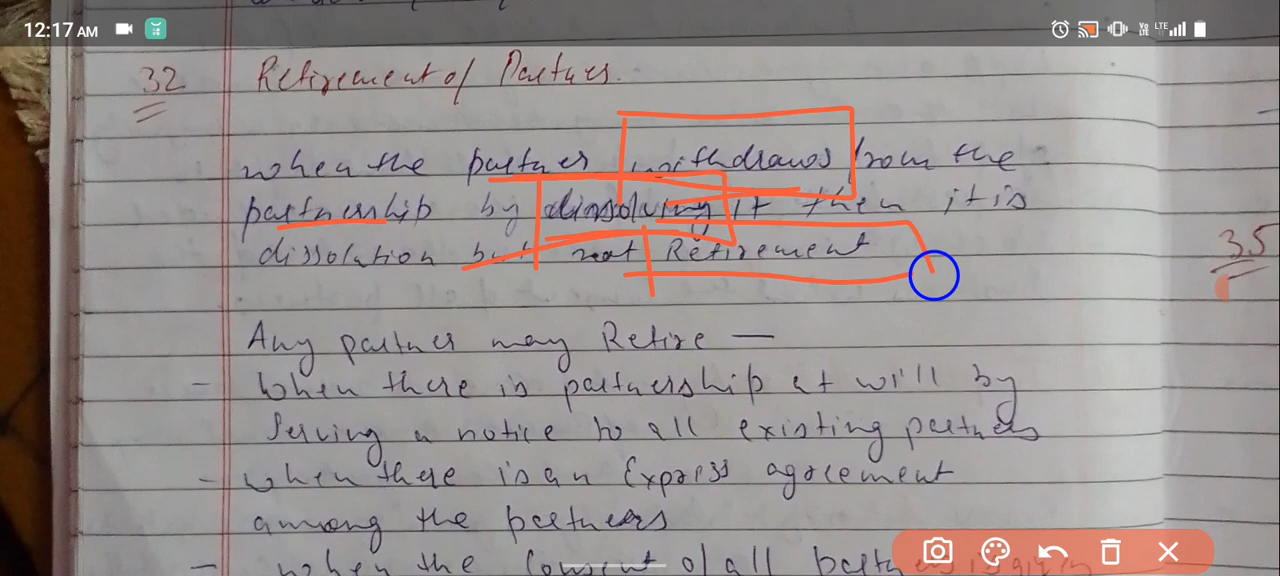 12:17 AM
LTE
32 Retirement of Partner.
when the partner withdraws from the
partnership by dissolving it then it is
dissolution but not Retirement
35
Any partner may Retire —
- When there is partnership at will by
Serving a notice to all existing partners
- when there is an Express agreement
among the partners
- when the Consent of all